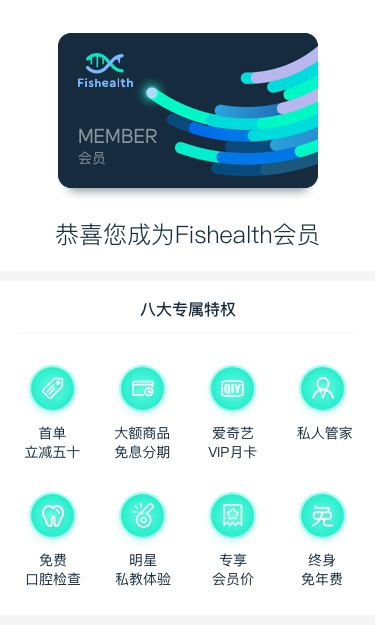 Fishealth
MEMBER
会员
恭喜您成为Fishealth会员
八大专属特权
QIY
首单
立减五十
大额商品
免息分期
爱奇艺
VIP月卡
私人管家
免
免费
口腔检查
明星
私教体验
专享
会员价
终身
免年费